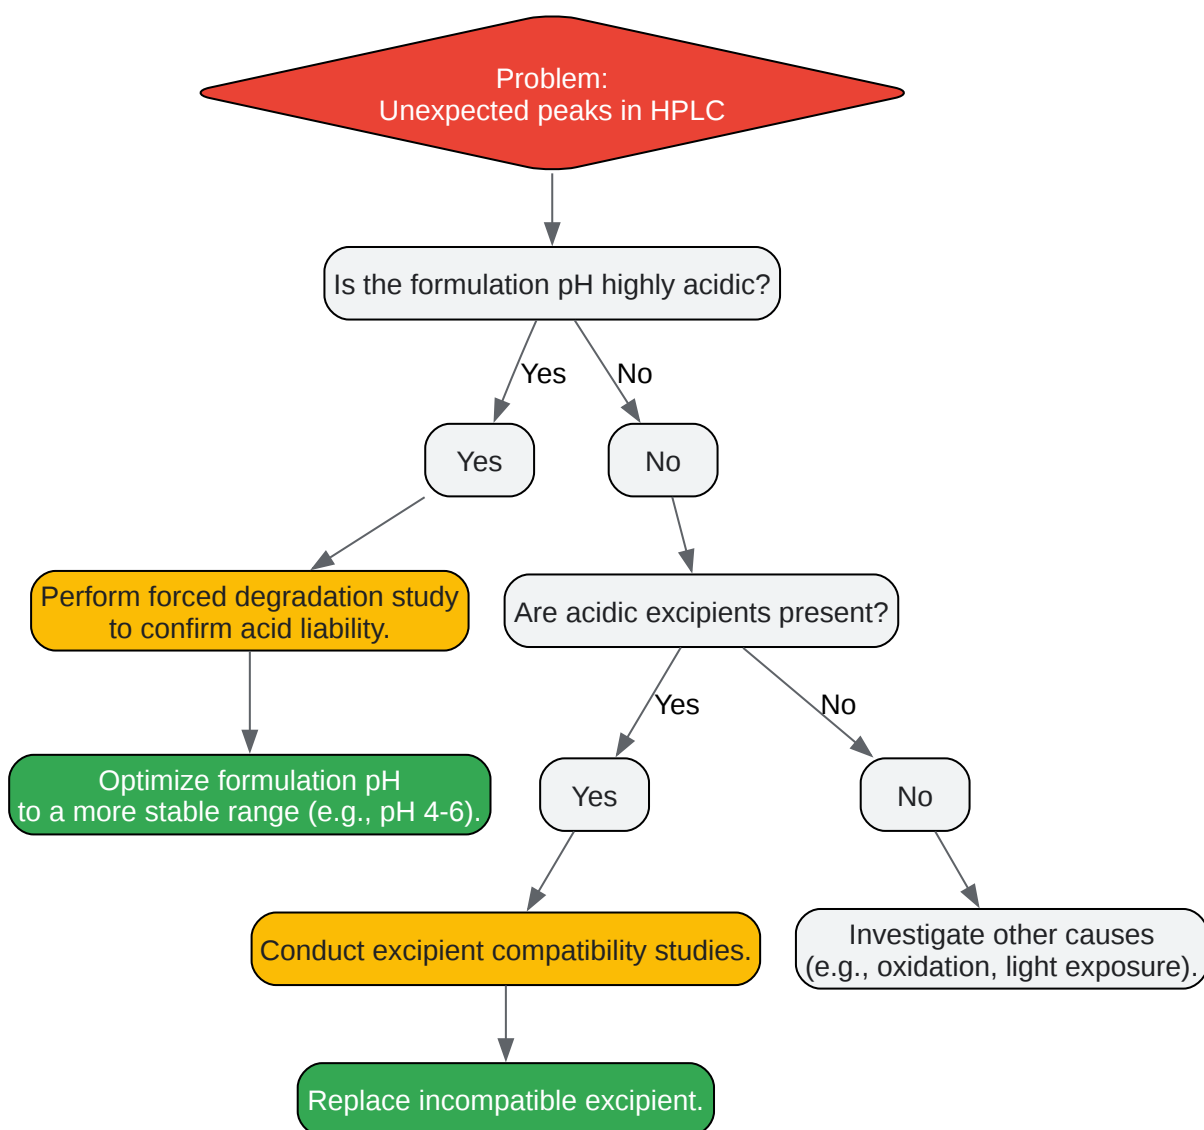 Problem:
Unexpected peaks in HPLC
Is the formulation pH highly acidic?
Yes
No
Yes
No
Perform forced degradation study
to confirm acid liability.
Are acidic excipients present?
Yes
No
Optimize formulation pH
to a more stable range (e.g., pH 4-6).
Yes
No
Conduct excipient compatibility studies.
Investigate other causes
(e.g., oxidation, light exposure).
Replace incompatible excipient.